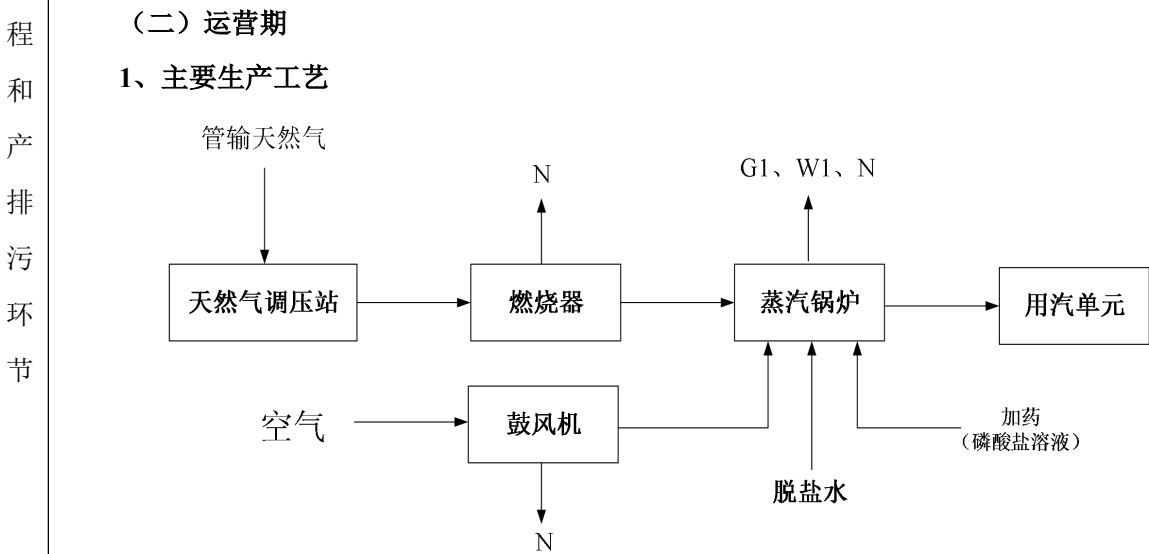 程
和
产
排
污
环
节
（二）运营期
1、主要生产工艺
管输天然气
N
G1、W1、N
天然气调压站
燃烧器
蒸汽锅炉
用汽单元
空气
鼓风机
加药
（磷酸盐溶液）
脱盐水
N